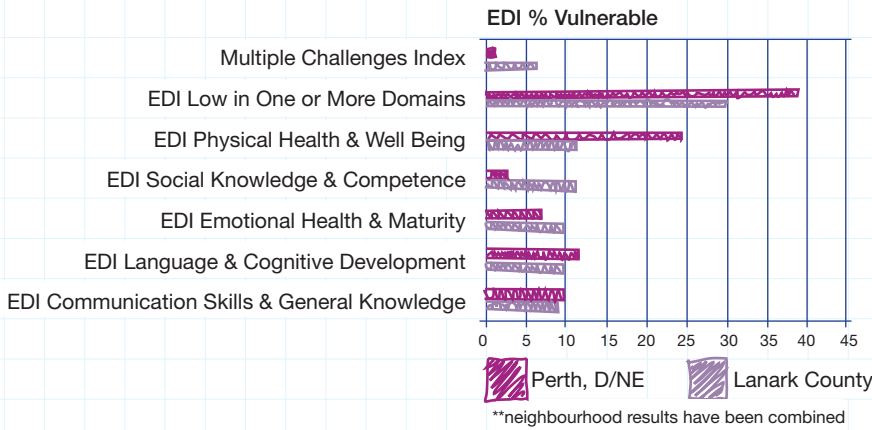 EDI % Vulnerable
Multiple Challenges Index
EDI Low in One or More Domains
EDI Physical Health & Well Being
EDI Social Knowledge & Competence
EDI Emotional Health & Maturity
EDI Language & Cognitive Development
EDI Communication Skills & General Knowledge
0 5 10 15 20 25 30 35 40 45
Perth, D/NE Lanark County
**neighbourhood results have been combined